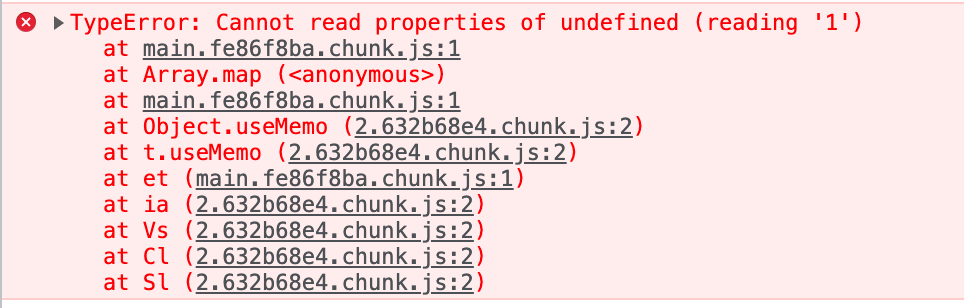 TypeError: Cannot read properties of undefined (reading '1')
at main.fe86f8ba.chunk.js:1
at Array.map (<anonymous>)
at main.fe86f8ba.chunk.js:1
at Object.useMemo (2.632b68e4.chunk.js:2)
at t.useMemo (2.632b68e4.chunk.js:2)
at et (main.fe86f8ba.chunk.js:1)
at ia (2.632b68e4.chunk.js:2)
at Vs (2.632b68e4.chunk.js:2)
at Cl (2.632b68e4.chunk.js:2)
at Sl (2.632b68e4.chunk.js:2)